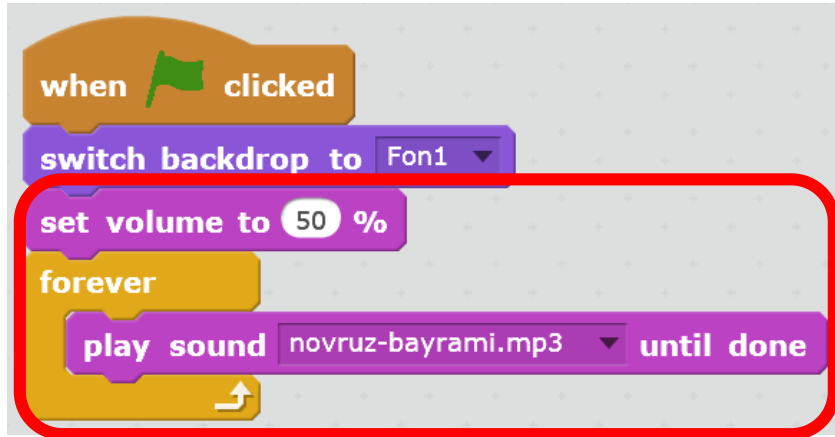 when clicked
switch backdrop to Fon1
set volume to 50 %
forever
play sound novruz-bayrami.mp3 until done